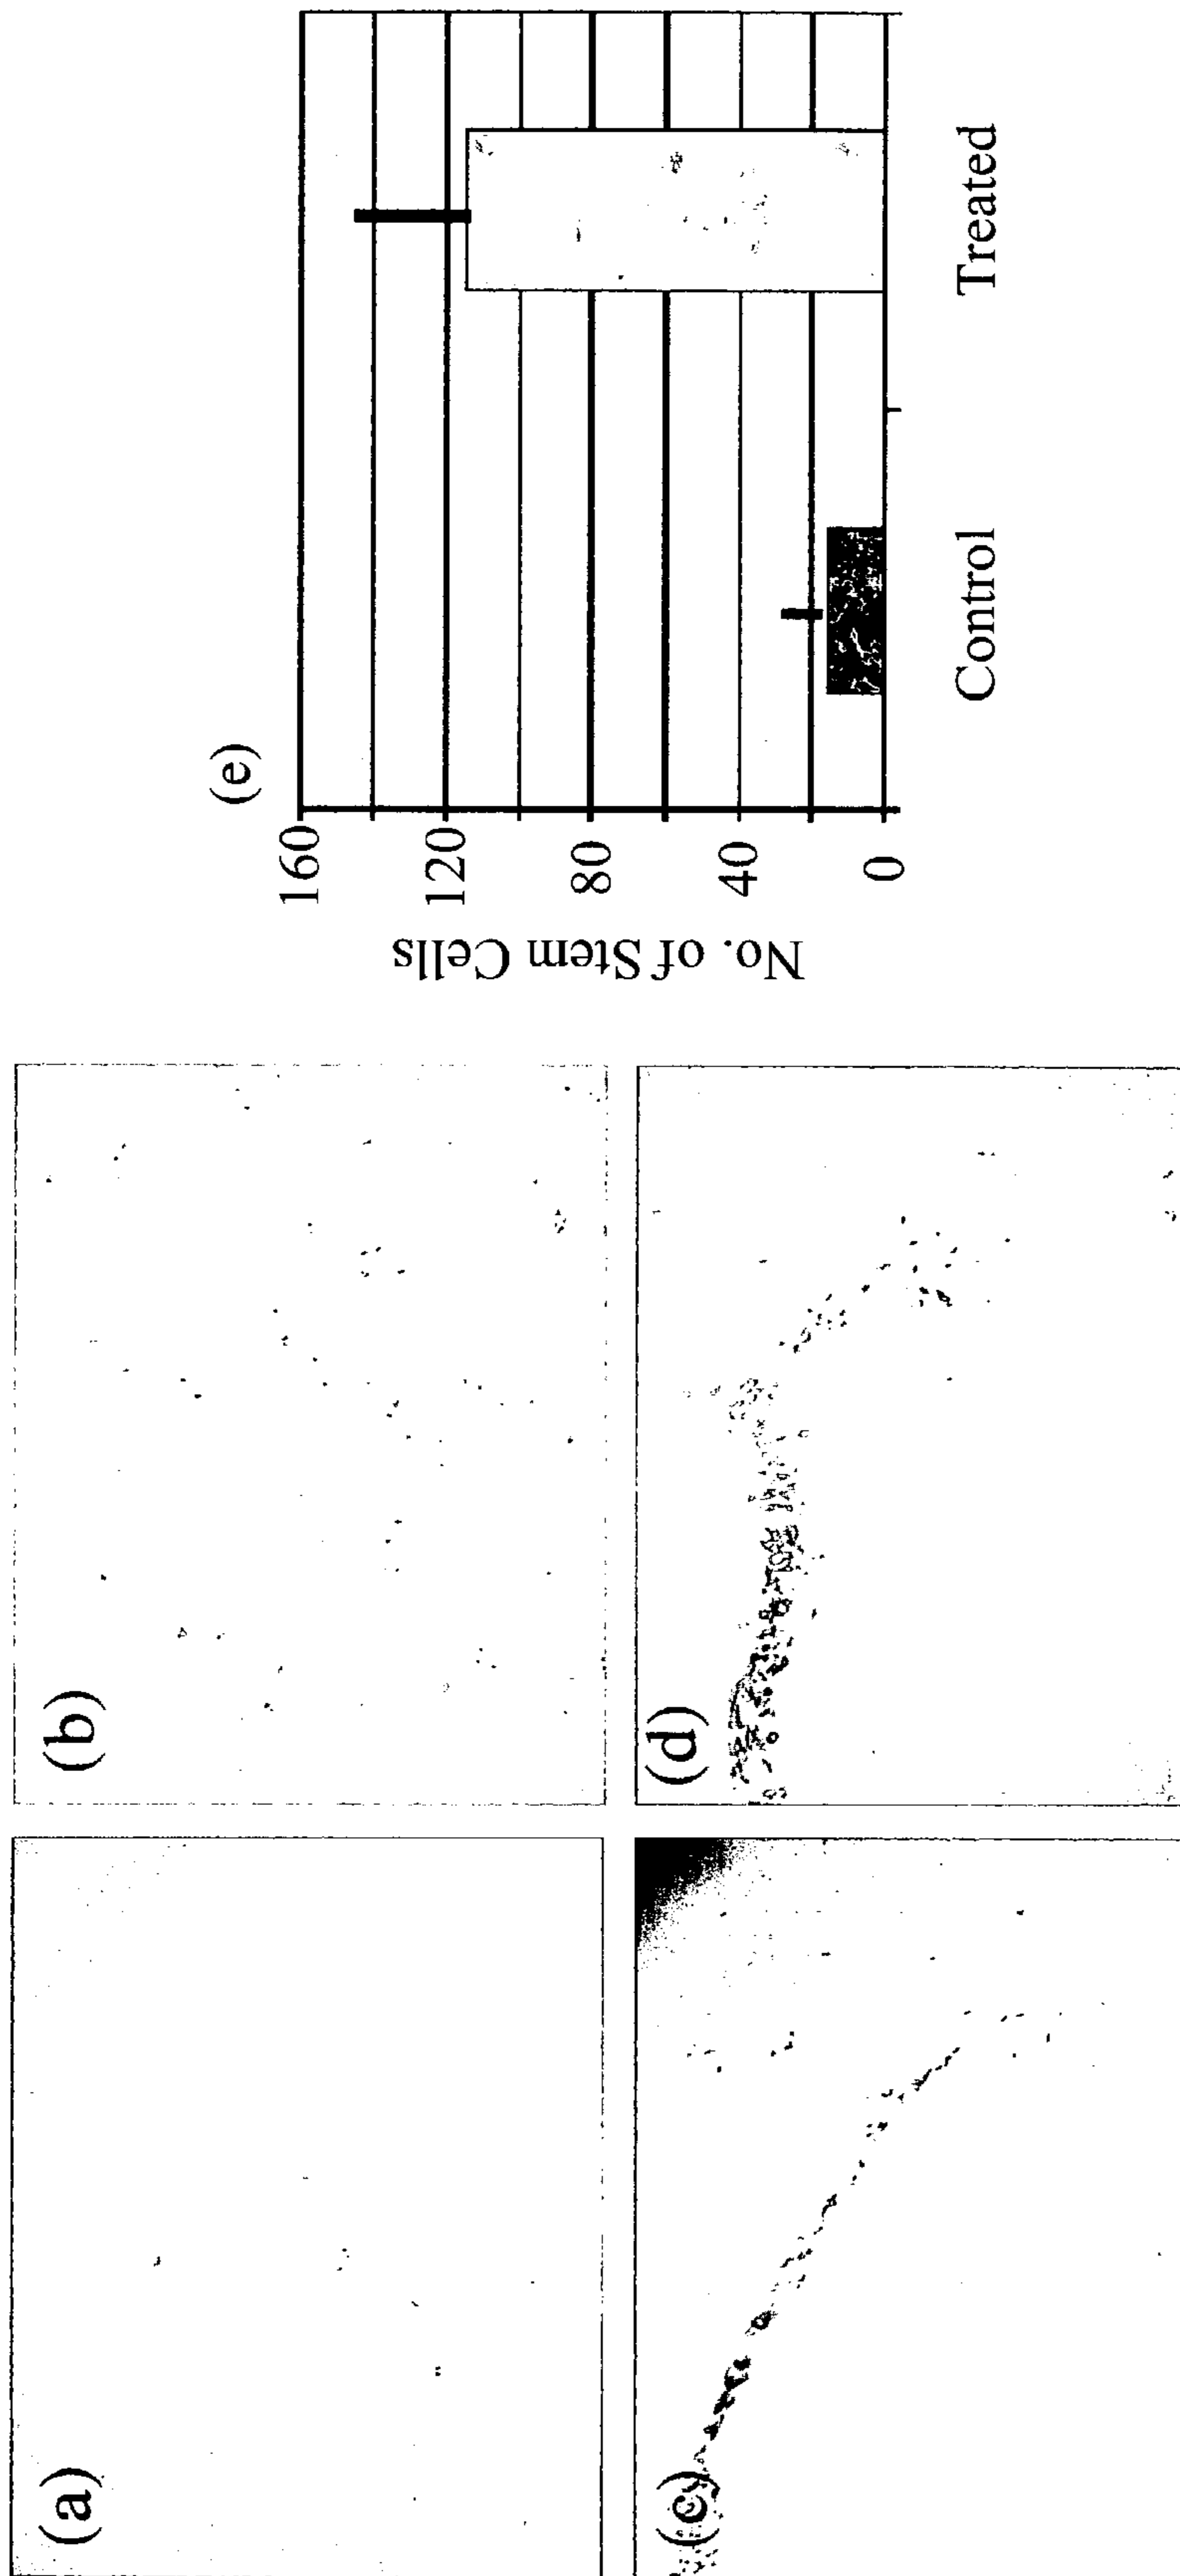 (a)
(b)
(c)
(d)
(e)
No. of Stem Cells
160
120
80
40
0
Control
Treated